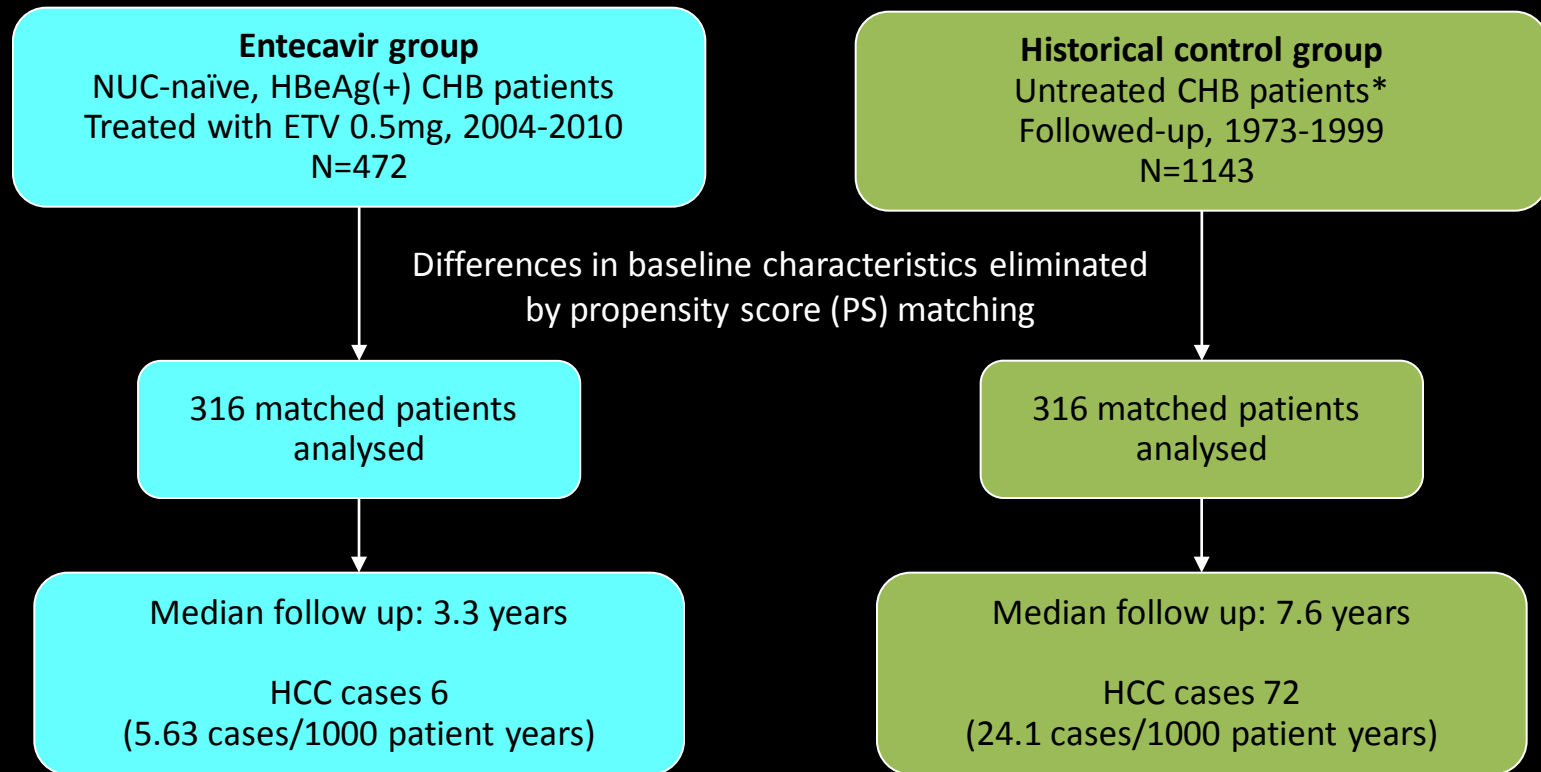 Entecavir group
NUC-naïve, HBeAg(+) CHB patients
Treated with ETV 0.5mg, 2004-2010
N=472
Historical control group
Untreated CHB patients*
Followed-up, 1973-1999
N=1143
Differences in baseline characteristics eliminated
by propensity score (PS) matching
316 matched patients
analysed
316 matched patients
analysed
Median follow up: 3.3 years
HCC cases 6
(5.63 cases/1000 patient years)
Median follow up: 7.6 years
HCC cases 72
(24.1 cases/1000 patient years)